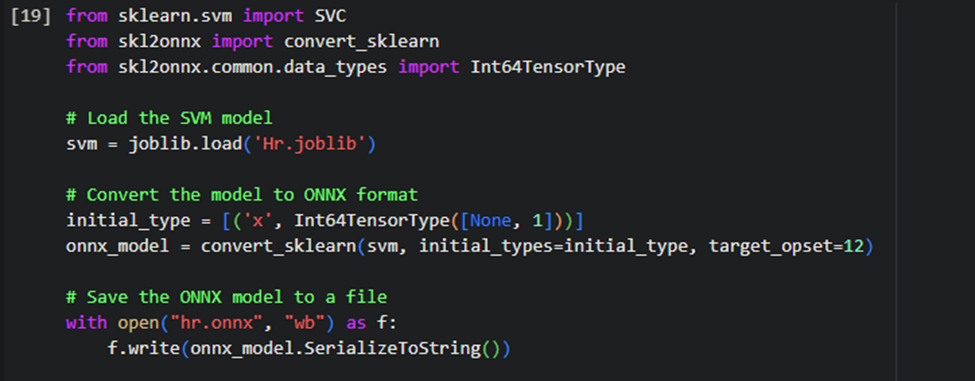 [19] from sklearn.svm import SVC
from skl2onnx import convert_sklearn
from skl2onnx.common.data_types import Int64TensorType

# Load the SVM model
svm = joblib.load('Hr.joblib')

# Convert the model to ONNX format
initial_type = [('x', Int64TensorType([None, 1]))]
onnx_model = convert_sklearn(svm, initial_types=initial_type, target_opset=12)

# Save the ONNX model to a file
with open("hr.onnx", "wb") as f:
    f.write(onnx_model.SerializeToString())